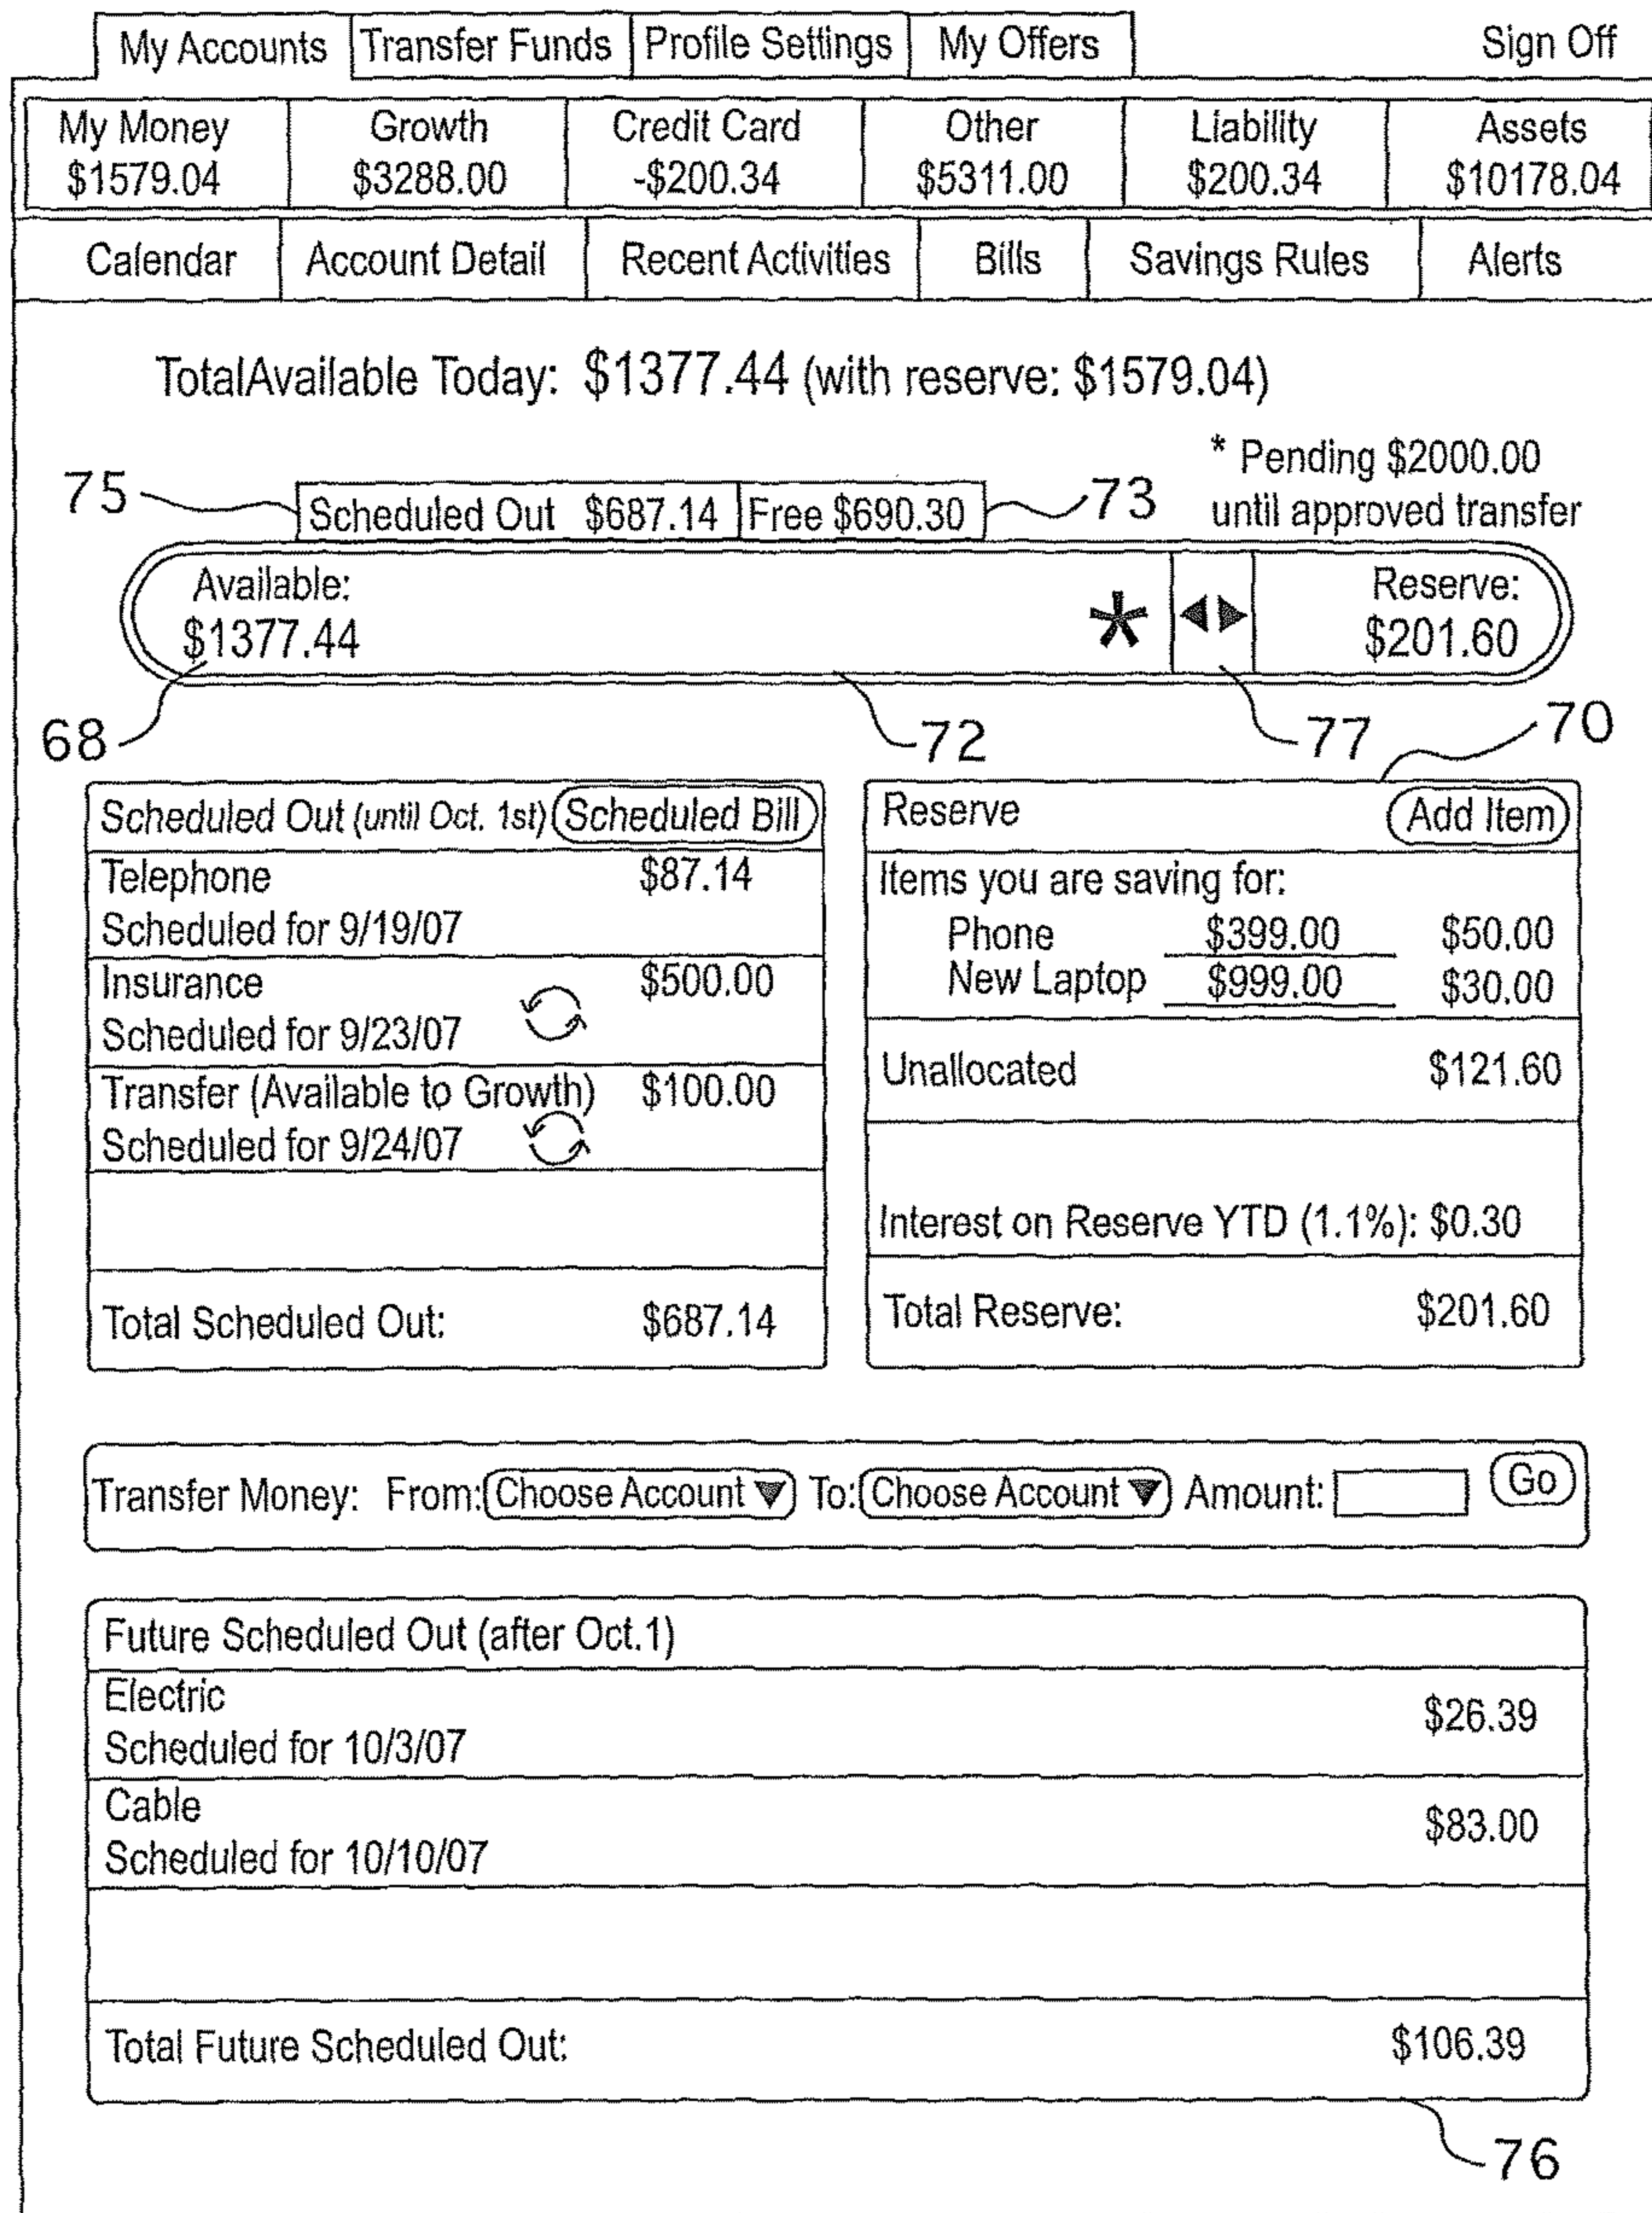 My Accounts Transfer Funds Profile Settings My Offers Sign Off
My Money Growth Credit Card Other Liability Assets
$1579.04 $3288.00 -$200.34 $5311.00 $200.34 $10178.04
Calendar Account Detail Recent Activities Bills Savings Rules Alerts
TotalAvailable Today: $1377.44 (with reserve: $1579.04)
* Pending $2000.00
until approved transfer
75 Scheduled Out $687.14 Free $690.30 73
Available: Reserve:
$1377.44 * $201.60
68 72 77 70
Scheduled Out (until Oct. 1st) Scheduled Bill
Telephone $87.14
Scheduled for 9/19/07
Insurance $500.00
Scheduled for 9/23/07
Transfer (Available to Growth) $100.00
Scheduled for 9/24/07
Total Scheduled Out: $687.14
Reserve Add Item
Items you are saving for:
Phone $399.00 $50.00
New Laptop $999.00 $30.00
Unallocated $121.60
Interest on Reserve YTD (1.1%): $0.30
Total Reserve: $201.60
Transfer Money: From: Choose Account To: Choose Account Amount: Go
Future Scheduled Out (after Oct.1)
Electric $26.39
Scheduled for 10/3/07
Cable $83.00
Scheduled for 10/10/07
Total Future Scheduled Out: $106.39
76